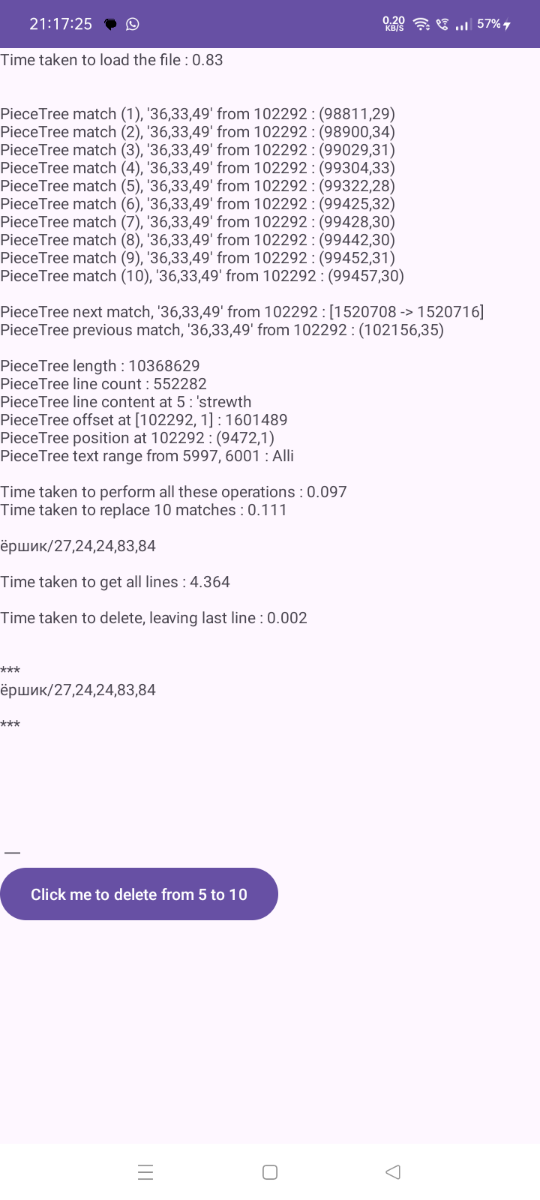 21:17:25
0.20 KB/S
57%
Time taken to load the file : 0.83
PieceTree match (1), '36,33,49' from 102292 : (98811,29)
PieceTree match (2), '36,33,49' from 102292 : (98900,34)
PieceTree match (3), '36,33,49' from 102292 : (99029,31)
PieceTree match (4), '36,33,49' from 102292 : (99304,33)
PieceTree match (5), '36,33,49' from 102292 : (99322,28)
PieceTree match (6), '36,33,49' from 102292 : (99425,32)
PieceTree match (7), '36,33,49' from 102292 : (99428,30)
PieceTree match (8), '36,33,49' from 102292 : (99442,30)
PieceTree match (9), '36,33,49' from 102292 : (99452,31)
PieceTree match (10), '36,33,49' from 102292 : (99457,30)
PieceTree next match, '36,33,49' from 102292 : [1520708 -> 1520716]
PieceTree previous match, '36,33,49' from 102292 : (102156,35)
PieceTree length : 10368629
PieceTree line count : 552282
PieceTree line content at 5 : 'strewth
PieceTree offset at [102292, 1] : 1601489
PieceTree position at 102292 : (9472,1)
PieceTree text range from 5997, 6001 : Alli
Time taken to perform all these operations : 0.097
Time taken to replace 10 matches : 0.111
ёршик/27,24,24,83,84
Time taken to get all lines : 4.364
Time taken to delete, leaving last line : 0.002
***
ёршик/27,24,24,83,84
***
__
Click me to delete from 5 to 10